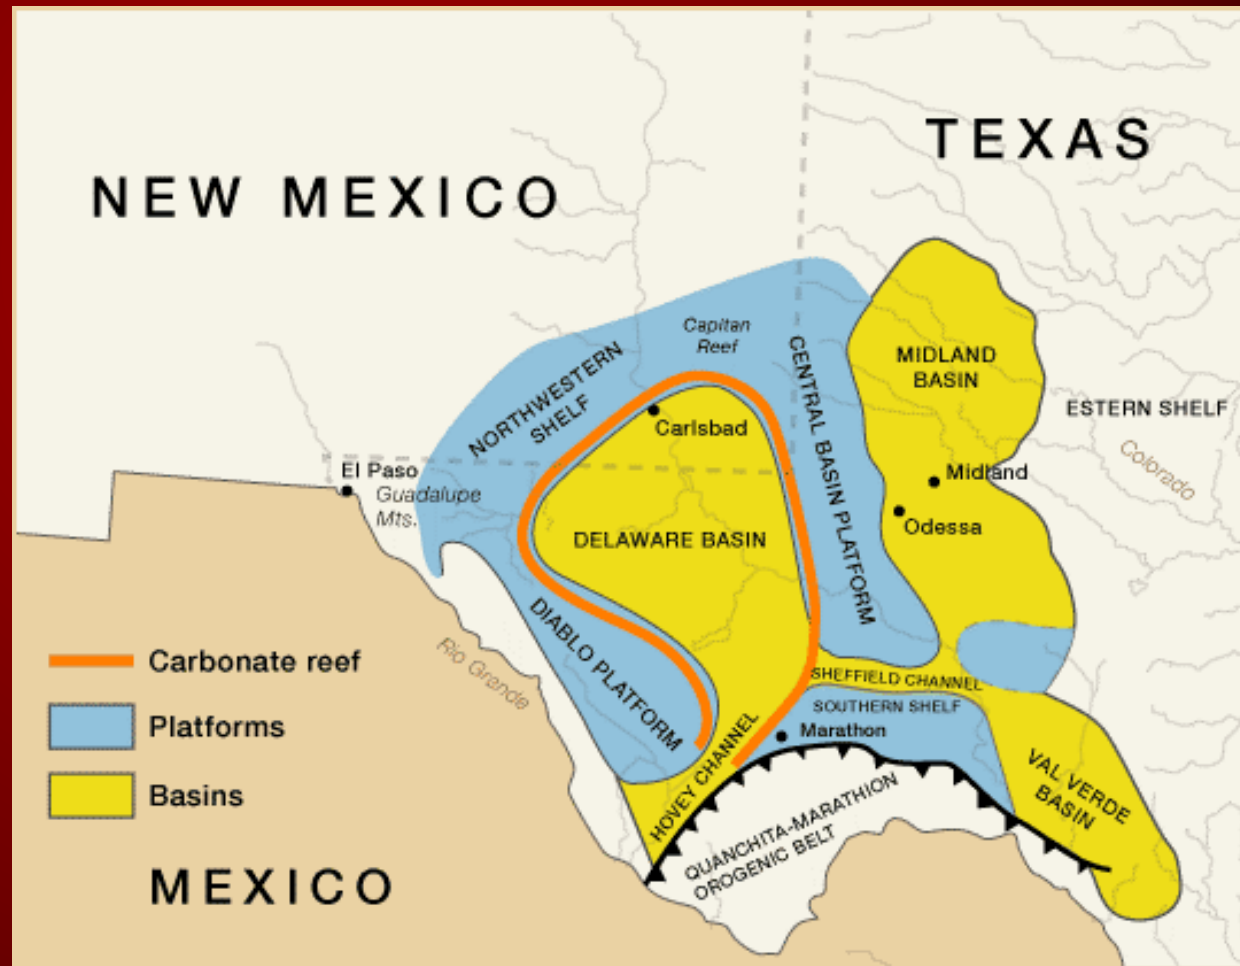 TEXAS
NEW MEXICO
Capitan
Reef
NORTHWESTERN
SHELF
CENTRAL BASIN PLATFORM
MIDLAND
BASIN
ESTERN SHELF
Carlsbad
Colorado
El Paso
Guadalupe
Mts.
Midland
Odessa
DELAWARE BASIN
DIABLO PLATFORM
Rio Grande
Carbonate reef
Platforms
Basins
SHEFFIELD CHANNEL
SOUTHERN SHELF
Marathon
HOVEY CHANNEL
VAL VERDE
BASIN
QUANCHITA-MARATHION
OROGENIC BELT
MEXICO